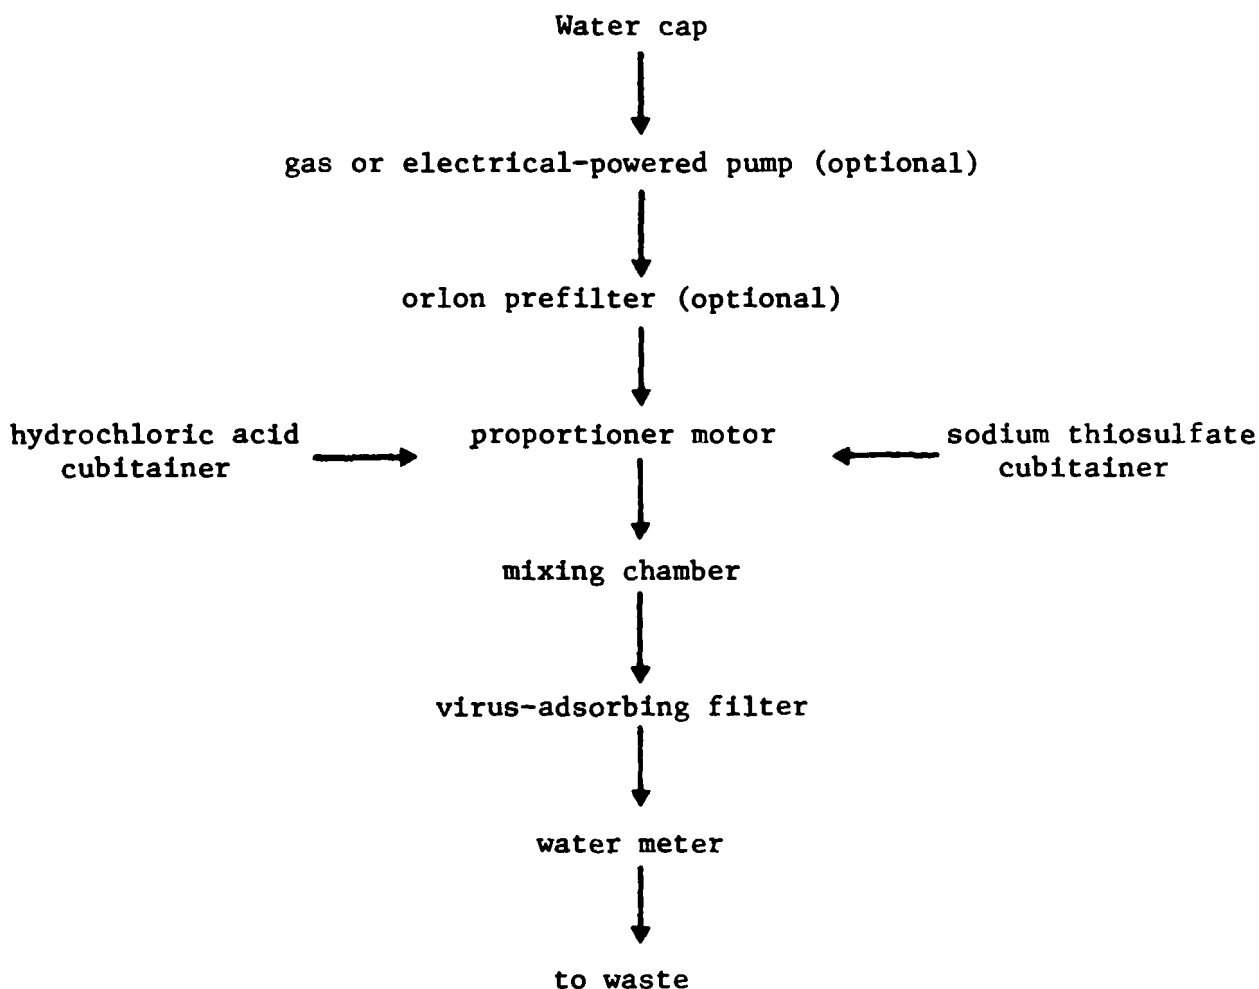 Water cap
gas or electrical-powered pump (optional)
orlon prefilter (optional)
hydrochloric acid
cubitainer
proportioner motor
sodium thiosulfate
cubitainer
mixing chamber
virus-adsorbing filter
water meter
to waste